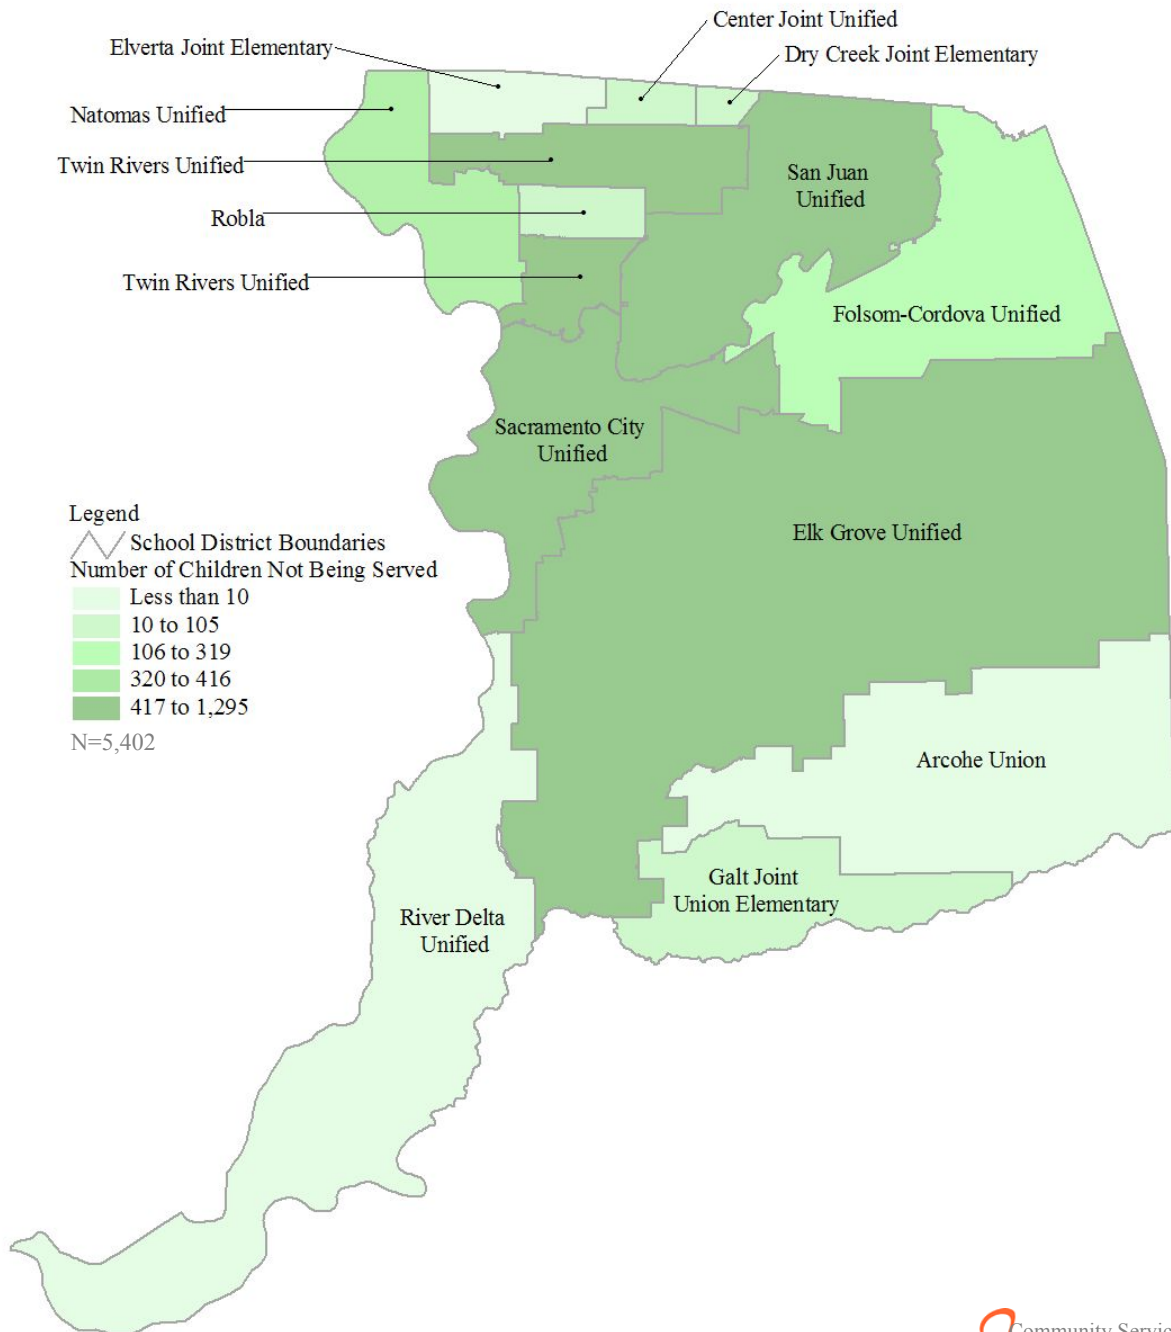 Center Joint Unified
Elverta Joint Elementary
Dry Creek Joint Elementary
Natomas Unified
Twin Rivers Unified
San Juan
Unified
Robla
Twin Rivers Unified
Folsom-Cordova Unified
Sacramento City
Unified
Elk Grove Unified
Legend
School District Boundaries
Number of Children Not Being Served
Less than 10
10 to 105
106 to 319
320 to 416
417 to 1,295
N=5,402
Arcohe Union
Galt Joint
Union Elementary
River Delta
Unified
Community